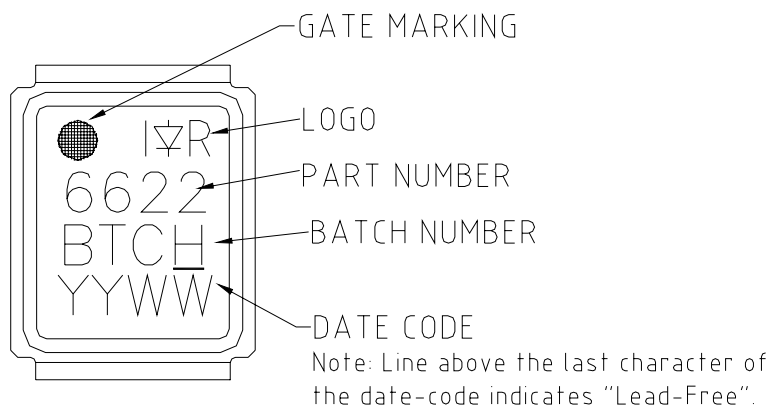 GATE MARKING
I R
LOGO
6622
PART NUMBER
BTCH
BATCH NUMBER
YYWW
DATE CODE
Note: Line above the last character of
the date-code indicates "Lead-Free".